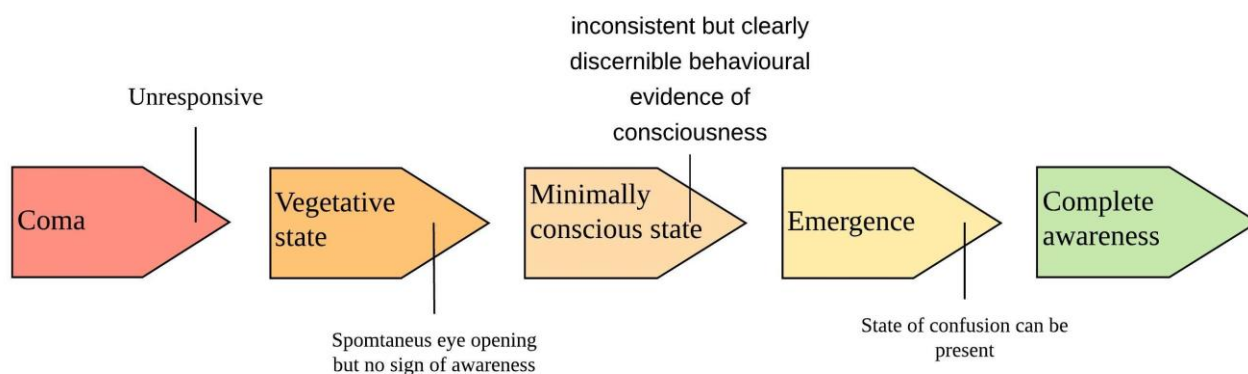 inconsistent but clearly
discernible behavioural
evidence of
consciousness
Unresponsive
Coma
Vegetative
state
Minimally
conscious state
Emergence
Complete
awareness
Spomtaneus eye opening
but no sign of awareness
State of confusion can be
present